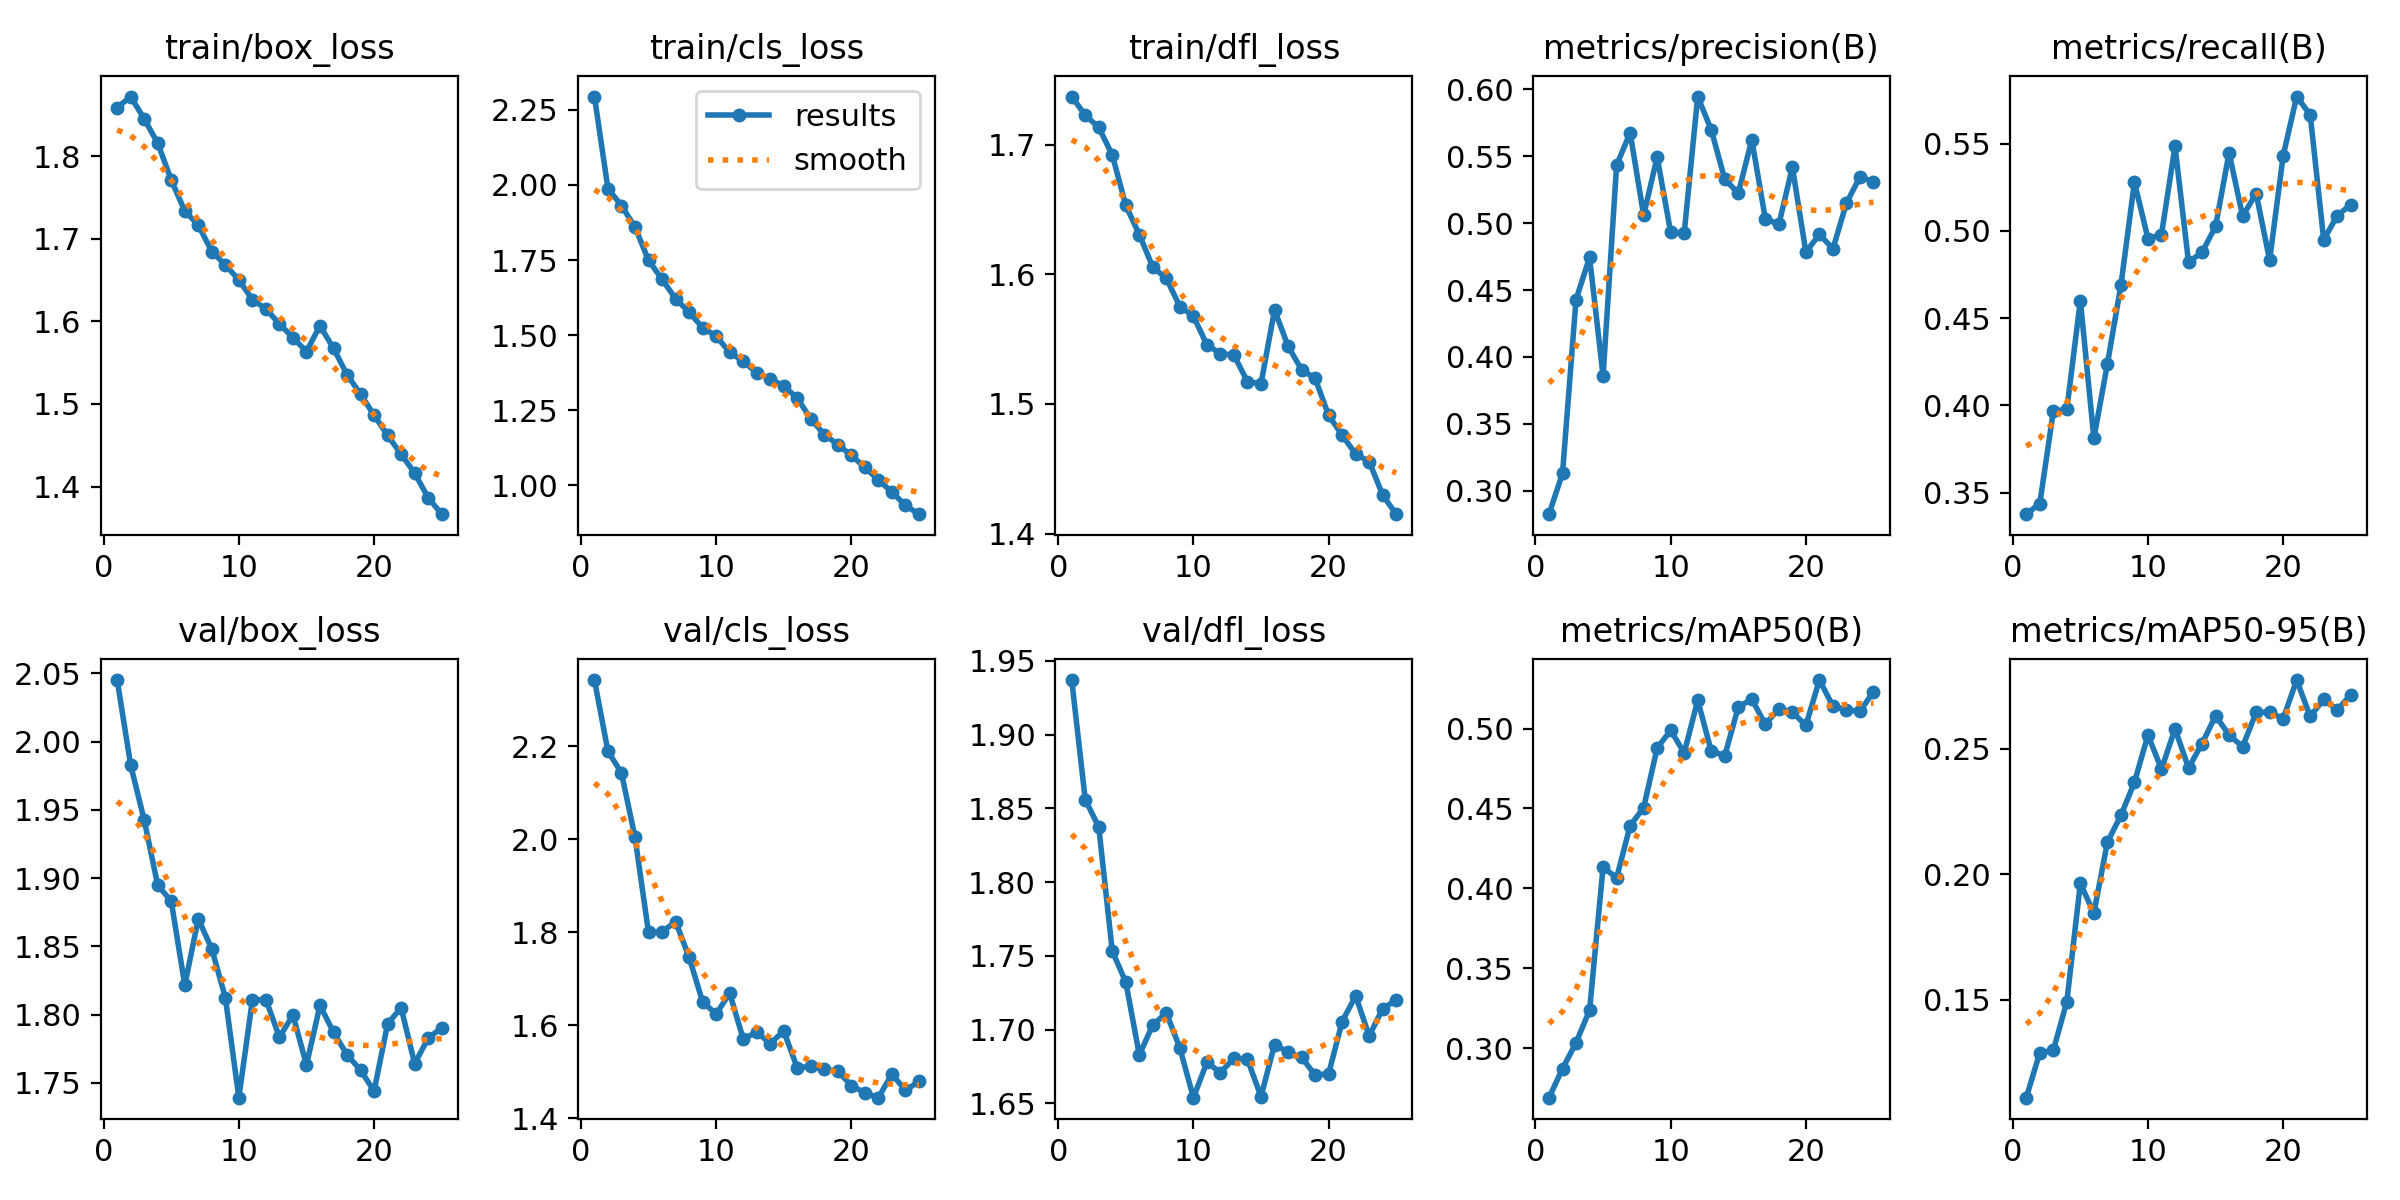 train/box_loss
train/cls_loss
train/dfl_loss
metrics/precision(B)
metrics/recall(B)
1.8
1.7
1.6
1.5
1.4
0 10 20
2.25
2.00
1.75
1.50
1.25
1.00
0 10 20
results
smooth
1.7
1.6
1.5
1.4
0 10 20
0.60
0.55
0.50
0.45
0.40
0.35
0.30
0 10 20
0.55
0.50
0.45
0.40
0.35
0 10 20
val/box_loss
val/cls_loss
val/dfl_loss
metrics/mAP50(B)
metrics/mAP50-95(B)
2.05
2.00
1.95
1.90
1.85
1.80
1.75
0 10 20
2.2
2.0
1.8
1.6
1.4
0 10 20
1.95
1.90
1.85
1.80
1.75
1.70
1.65
0 10 20
0.50
0.45
0.40
0.35
0.30
0 10 20
0.25
0.20
0.15
0 10 20